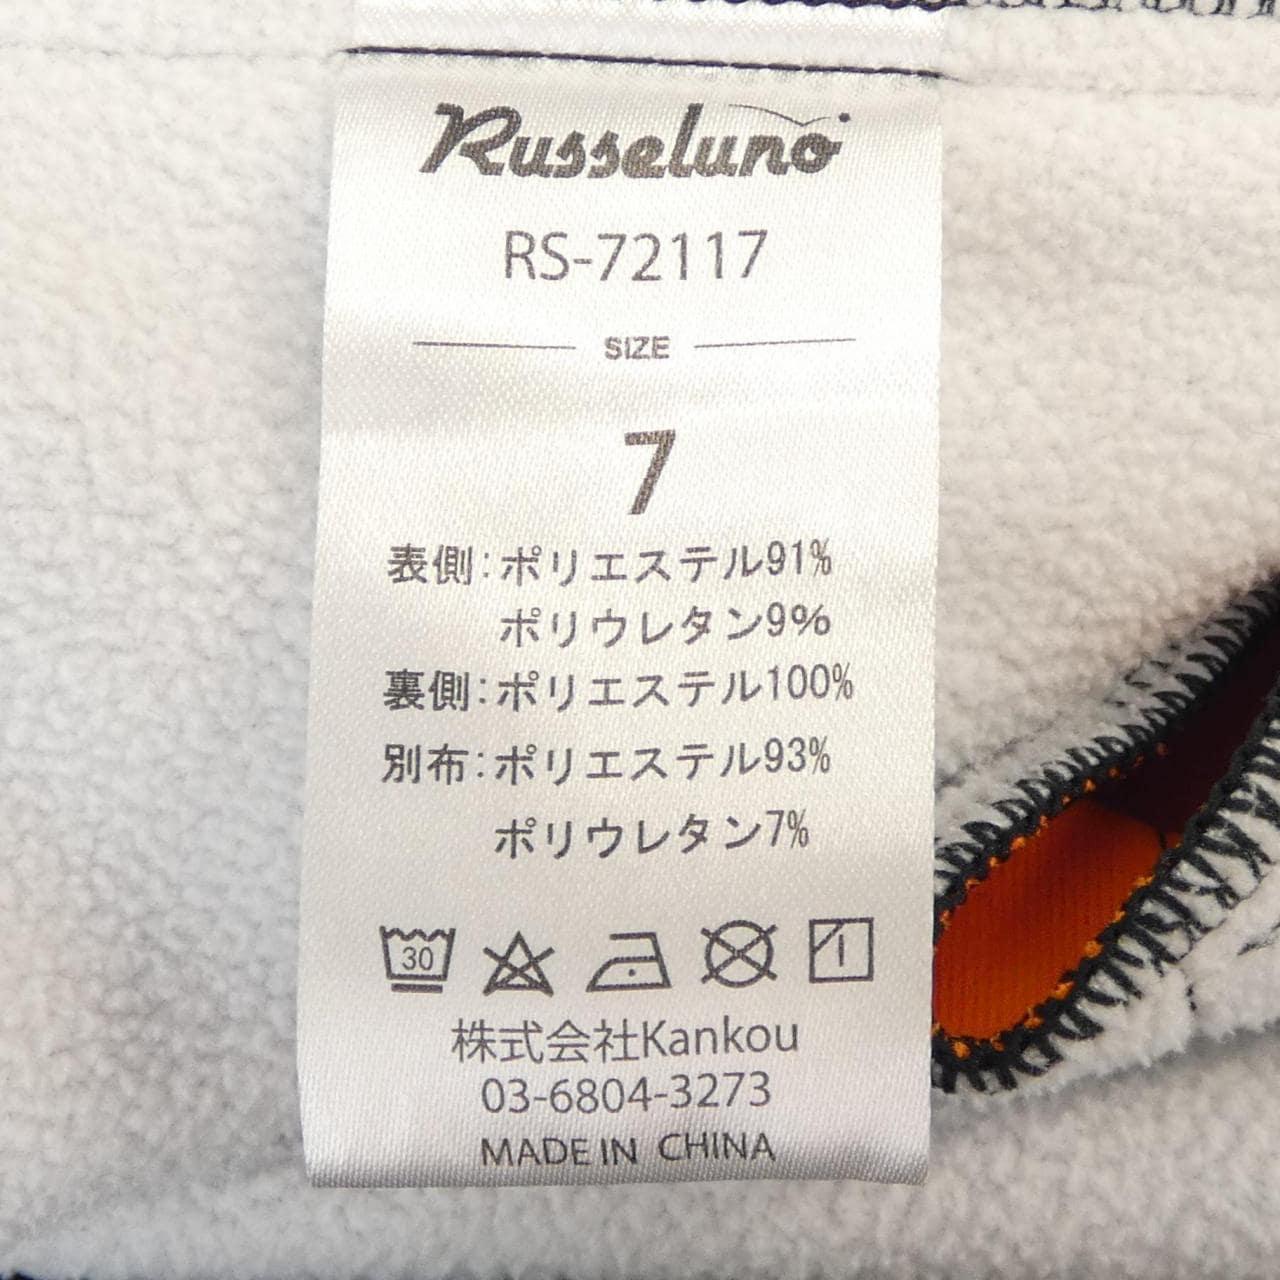 Russeluno
RS-72117
SIZE
7
表側:ポリエステル91%
ポリウレタン9%
裏側:ポリエステル100%
別布:ポリエステル93%
ポリウレタン7%
30
株式会社Kankou
03-6804-3273
MADE IN CHINA